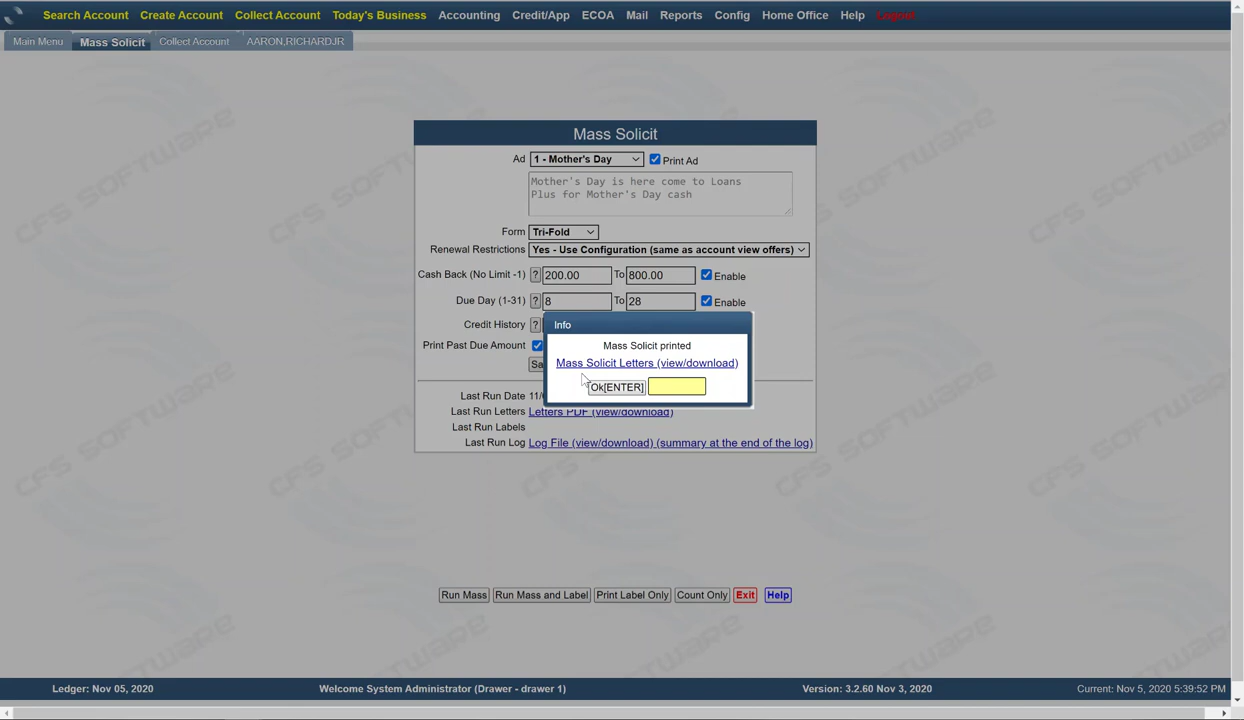 Search Account Create Account Collect Account Today's Business Accounting Credit/App ECOA Mail Reports Config Home Office Help Logout
Main Menu Mass Solicit Collect Account AARON,RICHARDJR
Mass Solicit
Ad 1 - Mother's Day Print Ad
Mother's Day is here come to Loans
Plus for Mother's Day cash
Form Tri-Fold
Renewal Restrictions Yes - Use Configuration (same as account view offers)
Cash Back (No Limit -1) ? 200.00 To 800.00 Enable
Due Day (1-31) ? 8 To 28 Enable
Credit History ?
Print Past Due Amount
Info
Mass Solicit printed
Mass Solicit Letters (view/download)
Ok[ENTER]
Last Run Date 11/
Last Run Letters Letters PDF (view/download)
Last Run Labels
Last Run Log Log File (view/download) (summary at the end of the log)
Run Mass Run Mass and Label Print Label Only Count Only Exit Help
Ledger: Nov 05, 2020 Welcome System Administrator (Drawer - drawer 1) Version: 3.2.60 Nov 3, 2020 Current: Nov 5, 2020 5:39:52 PM
CFS SOFTWARE